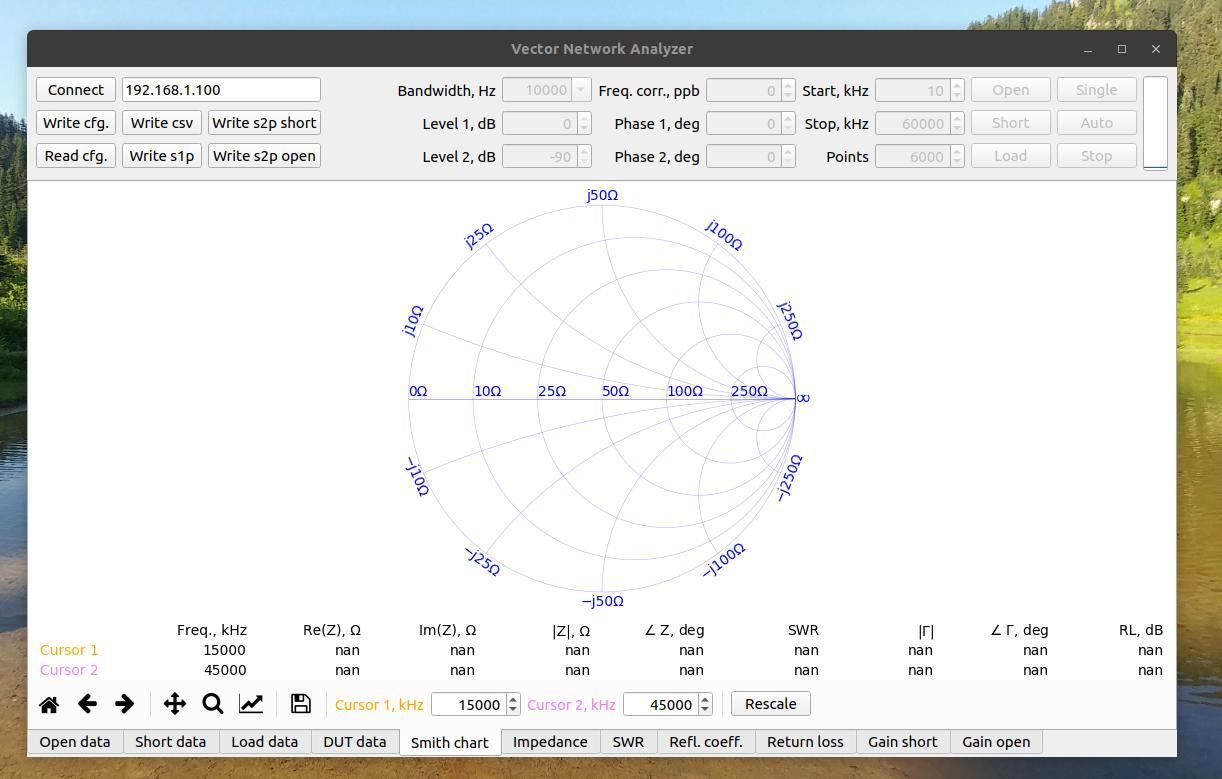 Vector Network Analyzer
Connect 192.168.1.100 Bandwidth, Hz 10000 Freq. corr., ppb 0 Start, kHz 10 Open Single
Write cfg. Write csv Write s2p short Level 1, dB 0 Phase 1, deg 0 Stop, kHz 60000 Short Auto
Read cfg. Write s1p Write s2p open Level 2, dB -90 Phase 2, deg 0 Points 6000 Load Stop
j50Ω
j25Ω j100Ω
j10Ω j250Ω
0Ω 10Ω 25Ω 50Ω 100Ω 250Ω ∞
−j10Ω −j250Ω
−j25Ω −j100Ω
−j50Ω
Freq., kHz Re(Z), Ω Im(Z), Ω |Z|, Ω ∠ Z, deg SWR |Γ| ∠ Γ, deg RL, dB
Cursor 1 15000 nan nan nan nan nan nan nan nan
Cursor 2 45000 nan nan nan nan nan nan nan nan
Cursor 1, kHz 15000 Cursor 2, kHz 45000 Rescale
Open data Short data Load data DUT data Smith chart Impedance SWR Refl. coeff. Return loss Gain short Gain open